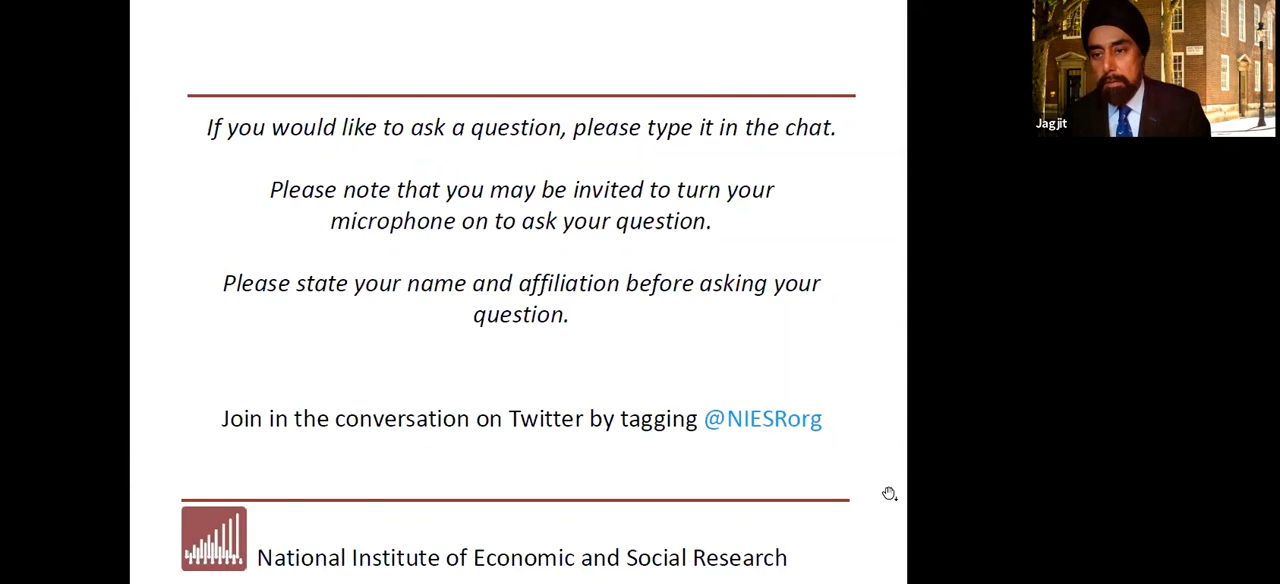 If you would like to ask a question, please type it in the chat.
Please note that you may be invited to turn your
microphone on to ask your question.
Please state your name and affiliation before asking your
question.
Join in the conversation on Twitter by tagging @NIESRorg
National Institute of Economic and Social Research
Jagjit